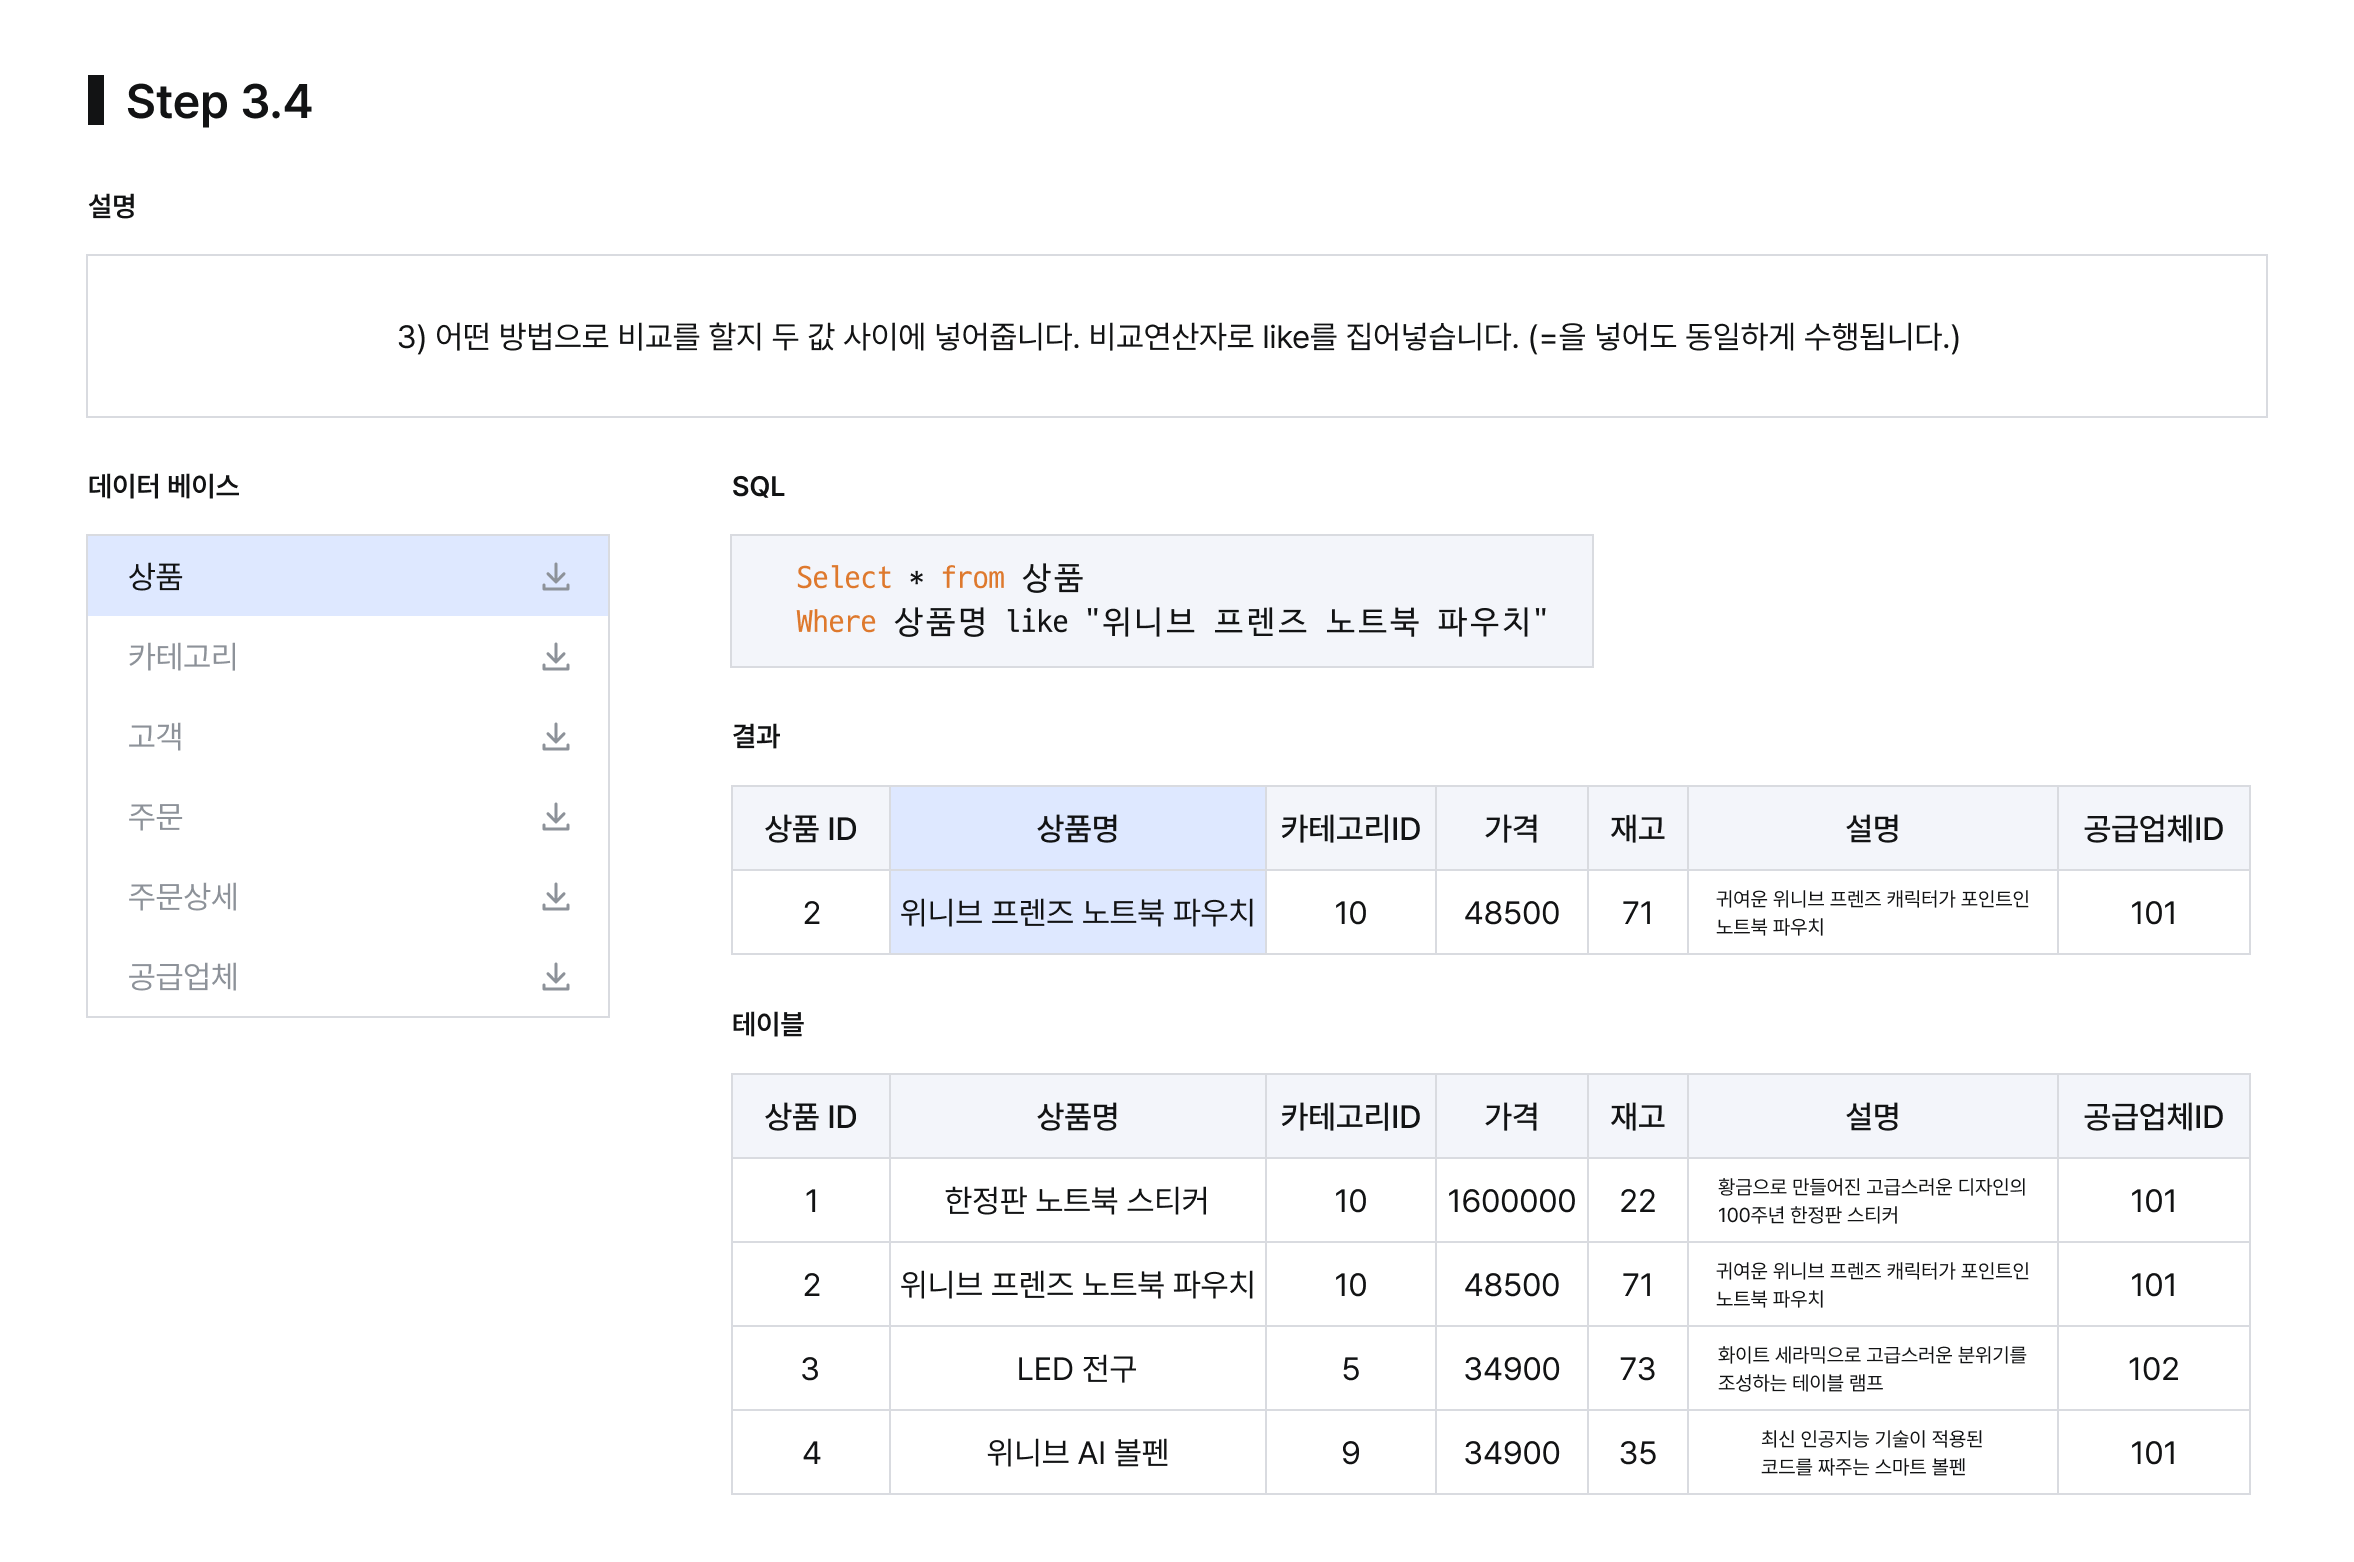 Step 3.4
설명
3) 어떤 방법으로 비교를 할지 두 값 사이에 넣어줍니다. 비교연산자로 like를 집어넣습니다. (=을 넣어도 동일하게 수행됩니다.)
데이터 베이스
상품
카테고리
고객
주문
주문상세
공급업체
SQL
Select * from 상품
Where 상품명 like "위니브 프렌즈 노트북 파우치"
결과
상품 ID 상품명 카테고리ID 가격 재고 설명 공급업체ID
2 위니브 프렌즈 노트북 파우치 10 48500 71 귀여운 위니브 프렌즈 캐릭터가 포인트인
노트북 파우치 101
테이블
상품 ID 상품명 카테고리ID 가격 재고 설명 공급업체ID
1 한정판 노트북 스티커 10 1600000 22 황금으로 만들어진 고급스러운 디자인의
100주년 한정판 스티커 101
2 위니브 프렌즈 노트북 파우치 10 48500 71 귀여운 위니브 프렌즈 캐릭터가 포인트인
노트북 파우치 101
3 LED 전구 5 34900 73 화이트 세라믹으로 고급스러운 분위기를
조성하는 테이블 램프 102
4 위니브 AI 볼펜 9 34900 35 최신 인공지능 기술이 적용된
코드를 짜주는 스마트 볼펜 101